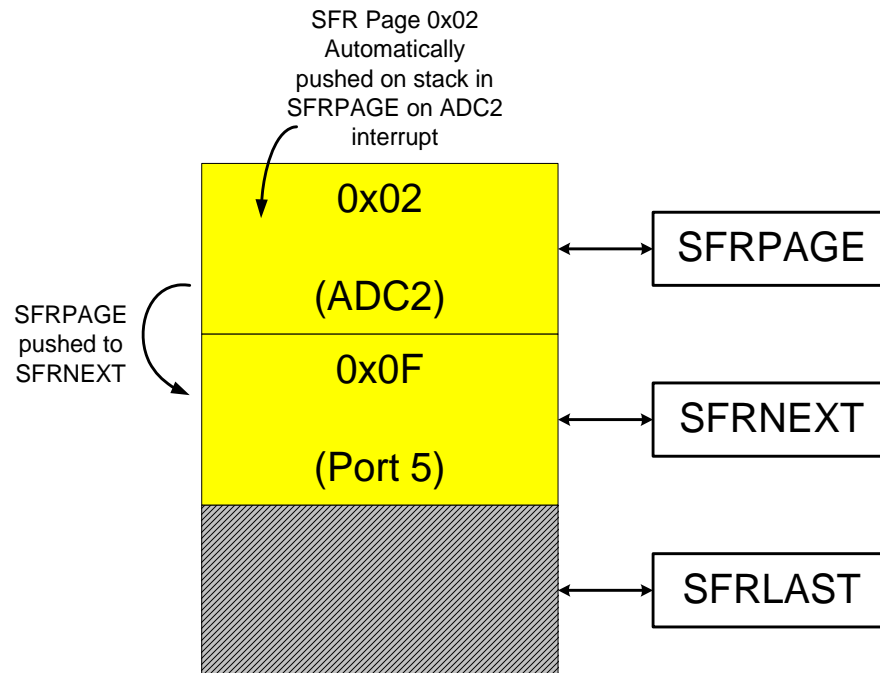 SFR Page 0x02
Automatically
pushed on stack in
SFRPAGE on ADC2
interrupt
0x02
(ADC2)
SFRPAGE
SFRPAGE
pushed to
SFRNEXT
0x0F
(Port 5)
SFRNEXT
SFRLAST